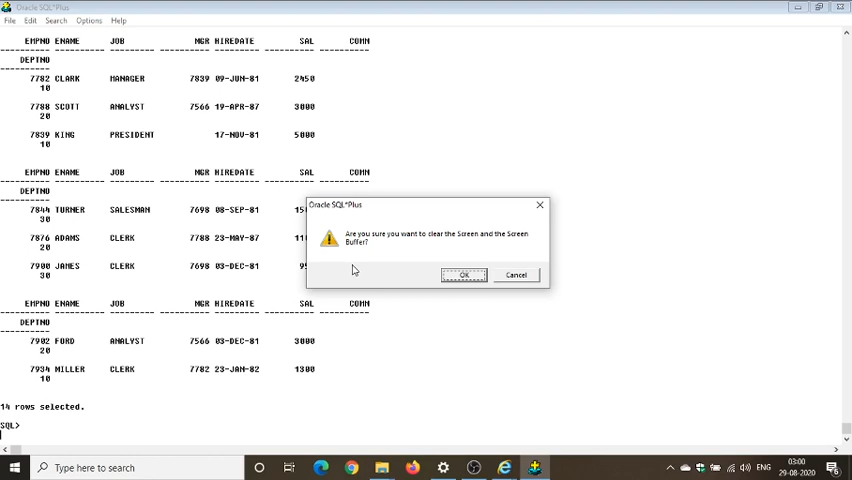 Oracle SQL*Plus
File Edit Search Options Help
EMPNO ENAME JOB MGR HIREDATE SAL COMM
DEPTNO
7782 CLARK MANAGER 7839 09-JUN-81 2450
10
7788 SCOTT ANALYST 7566 19-APR-87 3000
20
7839 KING PRESIDENT 17-NOV-81 5000
10
EMPNO ENAME JOB MGR HIREDATE SAL COMM
DEPTNO
7844 TURNER SALESMAN 7698 08-SEP-81
30
7876 ADAMS CLERK 7788 23-MAY-87
20
7900 JAMES CLERK 7698 03-DEC-81
30
EMPNO ENAME JOB MGR HIREDATE SAL COMM
DEPTNO
7902 FORD ANALYST 7566 03-DEC-81 3000
20
7934 MILLER CLERK 7782 23-JAN-82 1300
10
14 rows selected.
SQL>
Oracle SQL*Plus
Are you sure you want to clear the Screen and the Screen
Buffer?
OK Cancel
Type here to search
ENG
03:00
29-08-2020